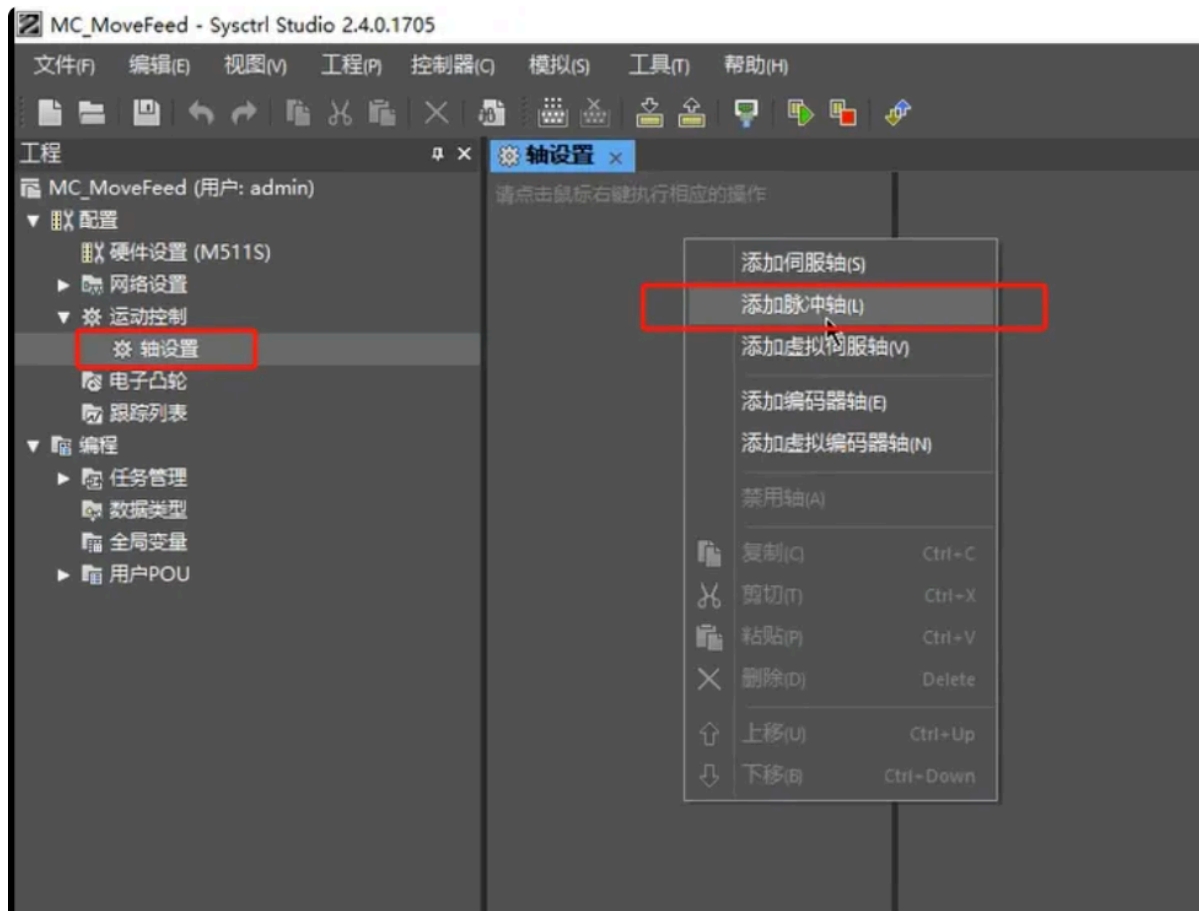 MC_MoveFeed - Sysctrl Studio 2.4.0.1705
文件(F) 编辑(E) 视图(V) 工程(P) 控制器(C) 模拟(S) 工具(T) 帮助(H)
工程
轴设置
MC_MoveFeed (用户: admin)
请点击鼠标右键执行相应的操作
配置
硬件设置 (M511S)
网络设置
运动控制
轴设置
电子凸轮
跟踪列表
编程
任务管理
数据类型
全局变量
用户POU
添加伺服轴(S)
添加脉冲轴(L)
添加虚拟伺服轴(V)
添加编码器轴(E)
添加虚拟编码器轴(N)
禁用轴(A)
复制(C) Ctrl+C
剪切(T) Ctrl+X
粘贴(P) Ctrl+V
删除(D) Delete
上移(U) Ctrl+Up
下移(B) Ctrl+Down